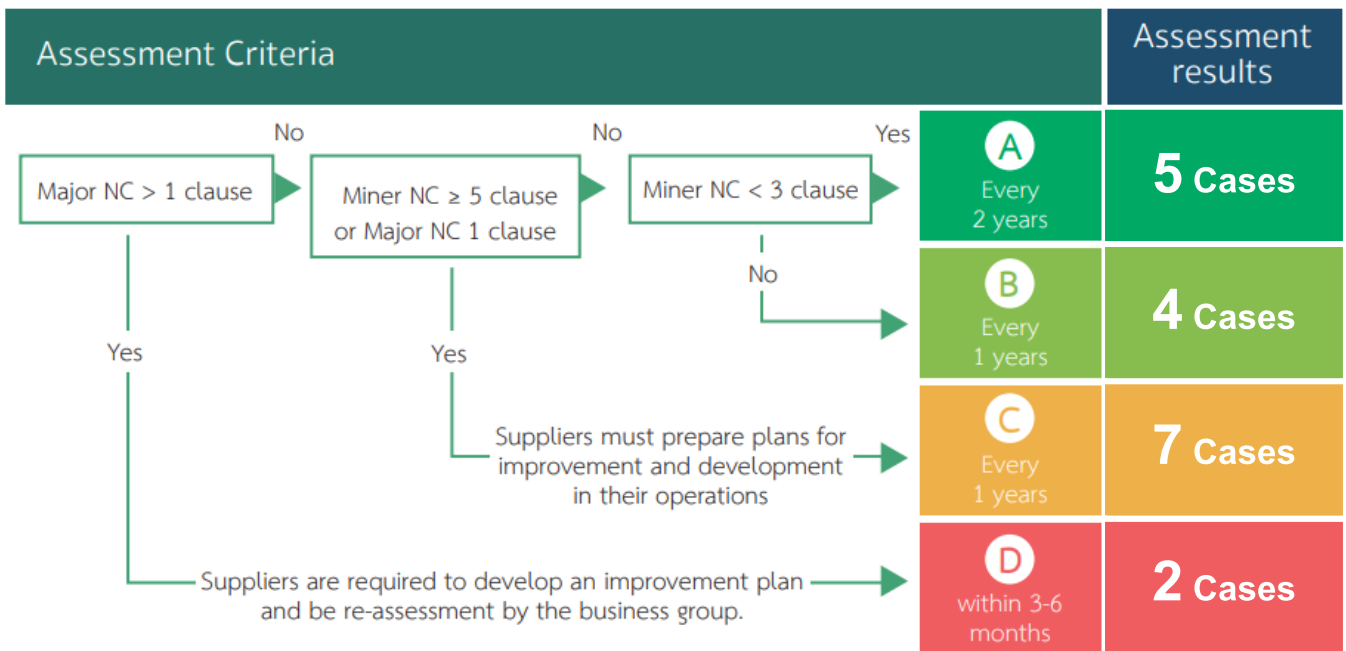 Assessment Criteria
Assessment
results
No
No
Yes
Major NC > 1 clause
Miner NC ≥ 5 clause
or Major NC 1 clause
Miner NC < 3 clause
A
Every
2 years
5 Cases
No
B
Every
1 years
4 Cases
Yes
Yes
Suppliers must prepare plans for
improvement and development
in their operations
C
Every
1 years
7 Cases
Suppliers are required to develop an improvement plan
and be re-assessment by the business group.
D
within 3-6
months
2 Cases